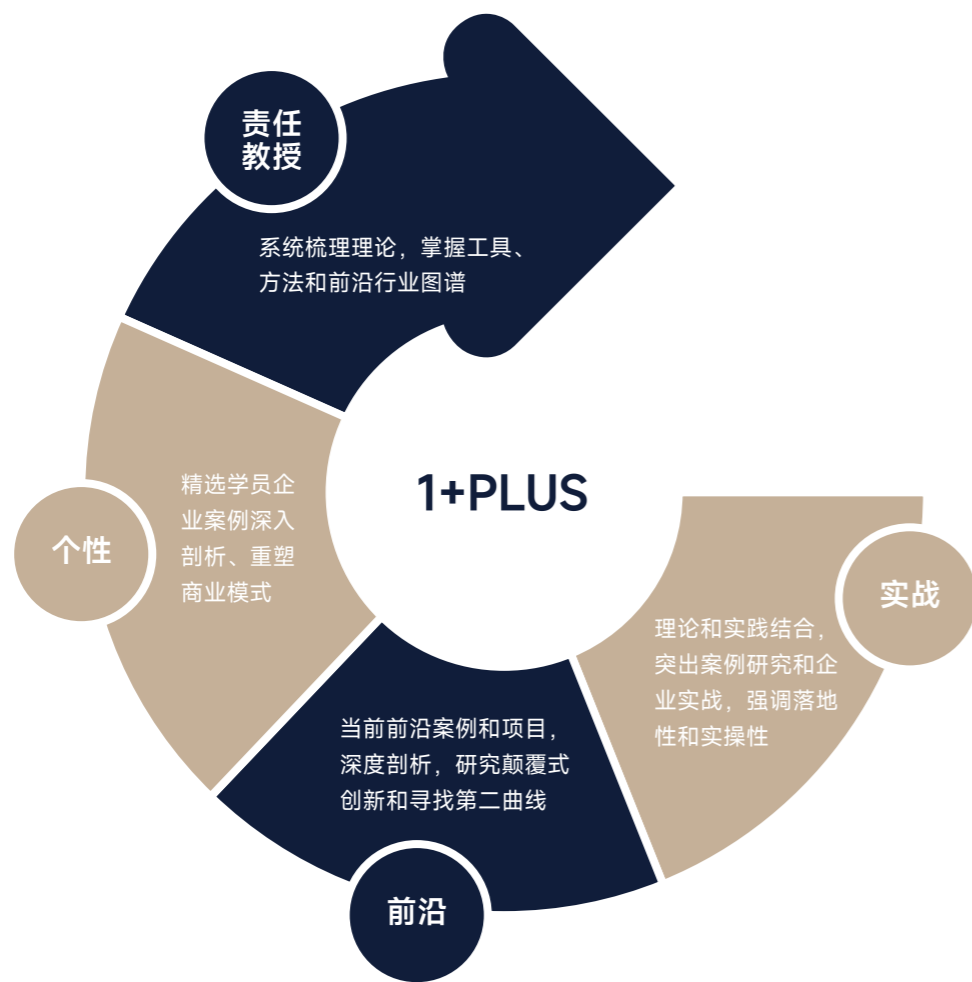 责任
教授
系统梳理理论，掌握工具、
方法和前沿行业图谱
个性
精选学员企
业案例深入
剖析、重塑
商业模式
1+PLUS
实战
理论和实践结合，
突出案例研究和企
业实战，强调落地
性和实操性
当前前沿案例和项目，
深度剖析，研究颠覆式
创新和寻找第二曲线
前沿